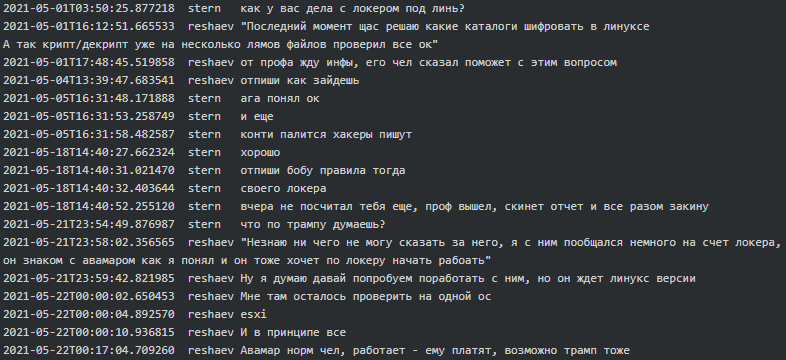 2021-05-01T03:50:25.877218 stern как у вас дела с локером под линь?
2021-05-01T16:12:51.665533 reshaev "Последний момент щас решаю какие каталоги шифровать в линуксе
А так крипт/декрипт уже на несколько лямов файлов проверил все ок"
2021-05-01T17:48:45.519858 reshaev от профа жду инфы, его чел сказал поможет с этим вопросом
2021-05-04T13:39:47.683541 reshaev отпиши как зайдешь
2021-05-05T16:31:48.171888 stern ага понял ок
2021-05-05T16:31:53.258749 stern и еще
2021-05-05T16:31:58.482587 stern конти палится хакеры пишут
2021-05-18T14:40:27.662324 stern хорошо
2021-05-18T14:40:31.021470 stern отпиши бобу правила тогда
2021-05-18T14:40:32.403644 stern своего локера
2021-05-18T14:40:52.255120 stern вчера не посчитал тебя еще, проф вышел, скинет отчет и все разом закину
2021-05-21T23:54:49.876987 stern что по трампу думаешь?
2021-05-21T23:58:02.356565 reshaev "Незнаю ни чего не могу сказать за него, я с ним пообщался немного на счет локера,
он знаком с авамаром как я понял и он тоже хочет по локеру начать рабоать"
2021-05-21T23:59:42.821985 reshaev Ну я думаю давай попробуем поработать с ним, но он ждет линукс версии
2021-05-22T00:00:02.650453 reshaev Мне там осталось проверить на одной ос
2021-05-22T00:00:04.892570 reshaev esxi
2021-05-22T00:00:10.936815 reshaev И в принципе все
2021-05-22T00:17:04.709260 reshaev Авамар норм чел, работает - ему платят, возможно трамп тоже